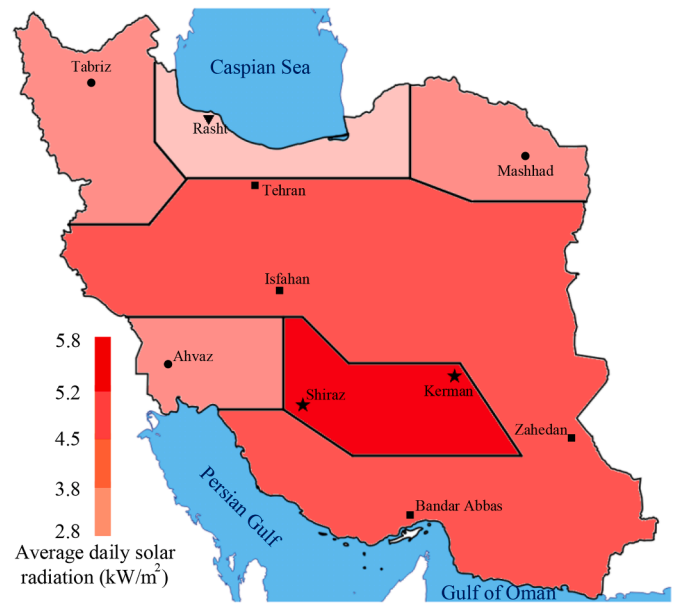 Tabriz
Caspian Sea
Rasht
Mashhad
Tehran
Isfahan
5.8
Ahvaz
5.2
Shiraz
Kerman
4.5
Zahedan
3.8
Persian Gulf
Bandar Abbas
2.8
Average daily solar
radiation (kW/m²)
Gulf of Oman